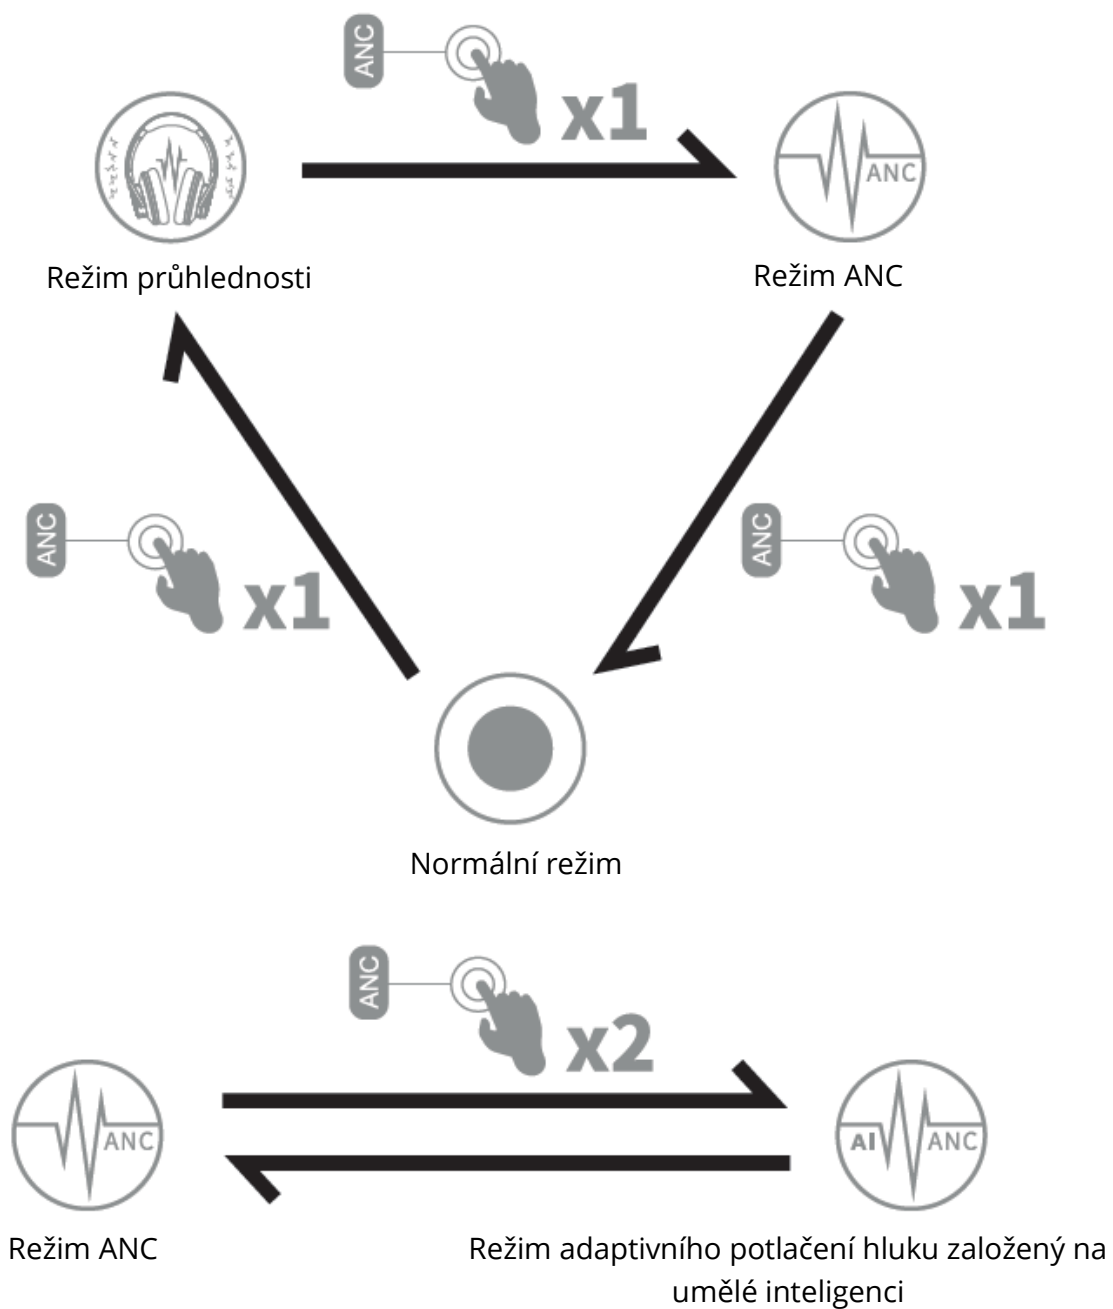 ANC
x1
ANC
Režim průhlednosti
Režim ANC
ANC
x1
ANC
x1
Normální režim
ANC
x2
ANC
AI ANC
Režim ANC
Režim adaptivního potlačení hluku založený na
umělé inteligenci